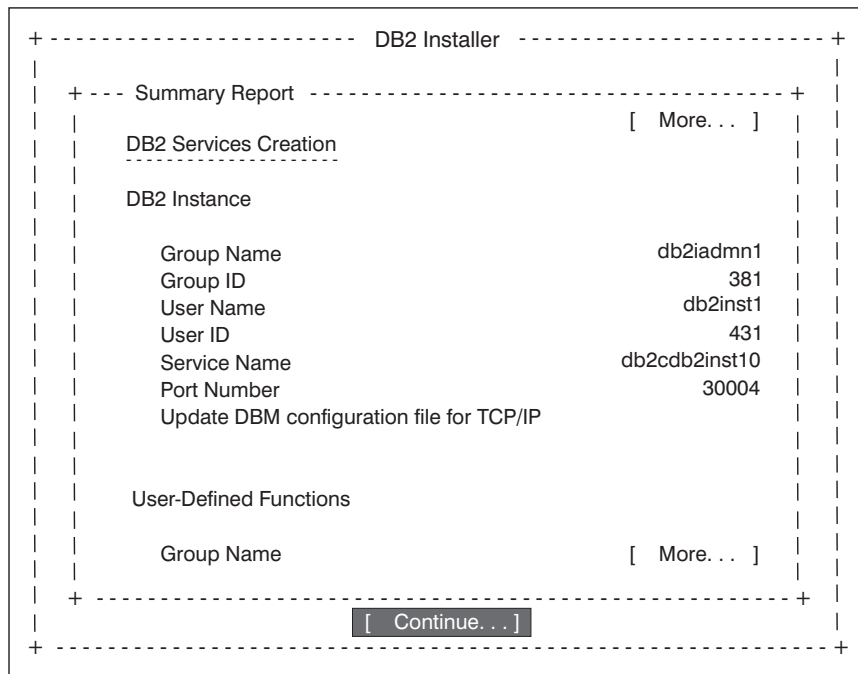 DB2 Installer
Summary Report
[ More. . . ]
DB2 Services Creation
DB2 Instance
Group Name db2iadmn1
Group ID 381
User Name db2inst1
User ID 431
Service Name db2cdb2inst10
Port Number 30004
Update DBM configuration file for TCP/IP
User-Defined Functions
Group Name [ More. . . ]
[ Continue. . . ]